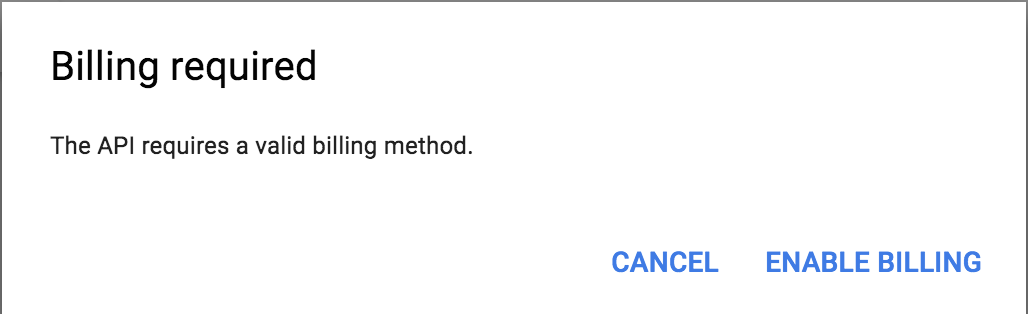 Billing required
The API requires a valid billing method.
CANCEL ENABLE BILLING